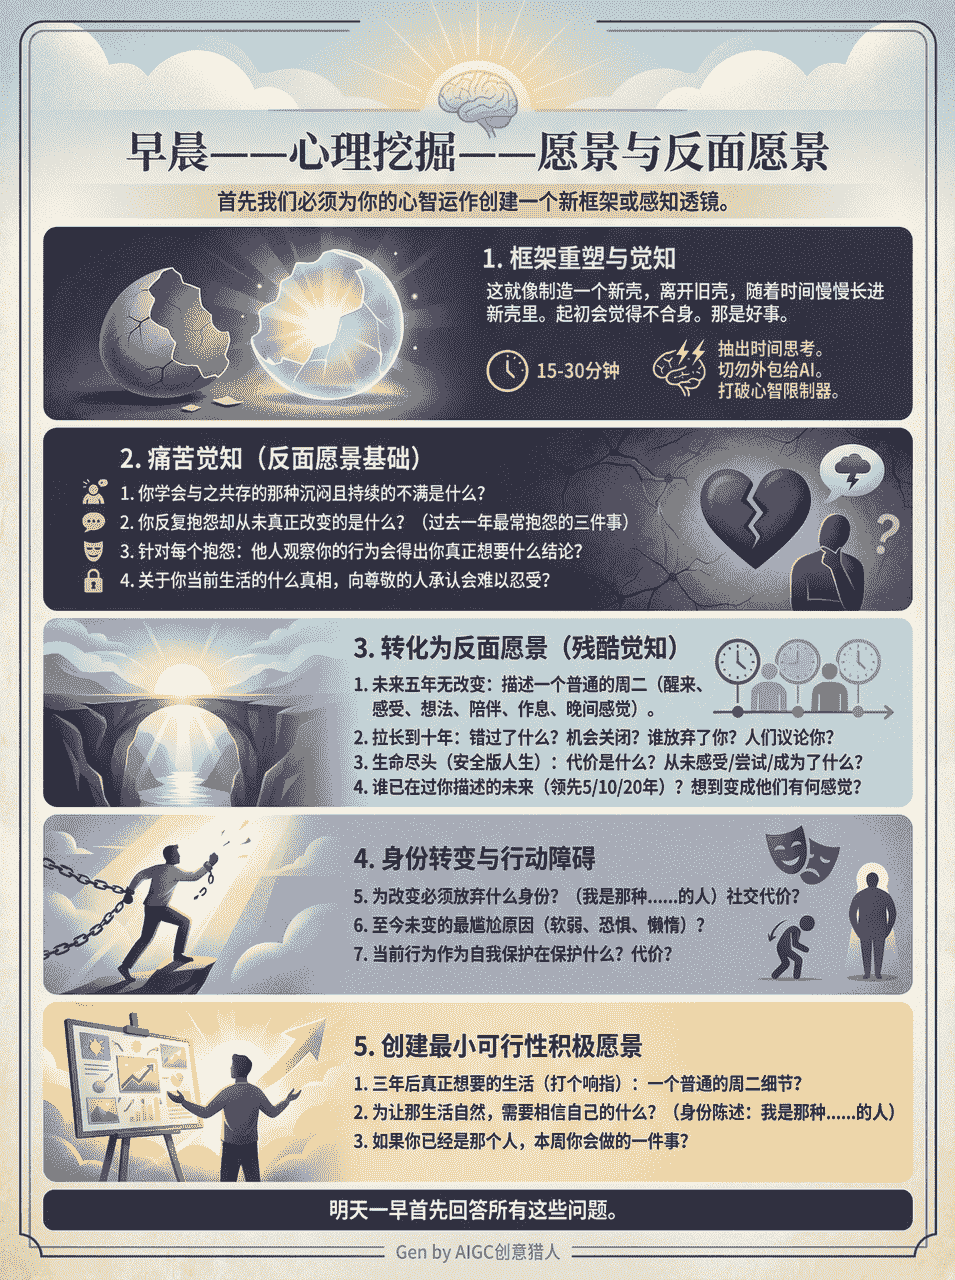 早晨——心理挖掘——愿景与反面愿景
首先我们必须为你的心智运作创建一个新框架或感知透镜。
1. 框架重塑与觉知
这就像制造一个新壳，离开旧壳，随着时间慢慢长进
新壳里。起初会觉得不合身。那是好事。
15-30分钟
抽出时间思考。
切勿外包给AI。
打破心智限制器。
2. 痛苦觉知（反面愿景基础）
1. 你学会与之共存的那种沉闷且持续的不满是什么？
2. 你反复抱怨却从未真正改变的是什么？（过去一年最常抱怨的三件事）
3. 针对每个抱怨：他人观察你的行为会得出你真正想要什么结论？
4. 关于你当前生活的什么真相，向尊敬的人承认会难以忍受？
3. 转化为反面愿景（残酷觉知）
1. 未来五年无改变：描述一个普通的周二（醒来、
感受、想法、陪伴、作息、晚间感觉）。
2. 拉长到十年：错过了什么？机会关闭？谁放弃了你？人们议论你？
3. 生命尽头（安全版人生）：代价是什么？从未感受/尝试/成为了什么？
4. 谁已在过你描述的未来（领先5/10/20年）？想到变成他们有何感觉？
4. 身份转变与行动障碍
5. 为改变必须放弃什么身份？（我是那种......的人）社交代价？
6. 至今未变的最尴尬原因（软弱、恐惧、懒惰）？
7. 当前行为作为自我保护在保护什么？代价？
5. 创建最小可行性积极愿景
1. 三年后真正想要的生活（打个响指）：一个普通的周二细节？
2. 为让那生活自然，需要相信自己的什么？（身份陈述：我是那种......的人）
3. 如果你已经是那个人，本周你会做的一件事？
明天一早首先回答所有这些问题。
Gen by AIGC创意猎人